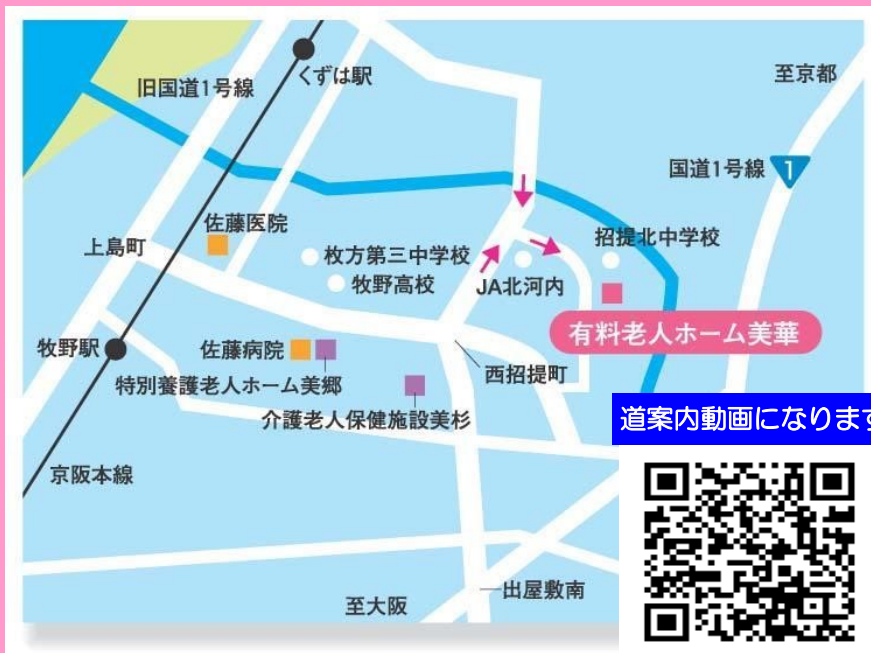 至京都
くずは駅
旧国道1号線
国道1号線
1
佐藤医院
招提北中学校
上島町
枚方第三中学校
牧野高校
JA北河内
有料老人ホーム美華
牧野駅
佐藤病院
西招提町
特別養護老人ホーム美郷
介護老人保健施設美杉
道案内動画になります
京阪本線
出屋敷南
至大阪